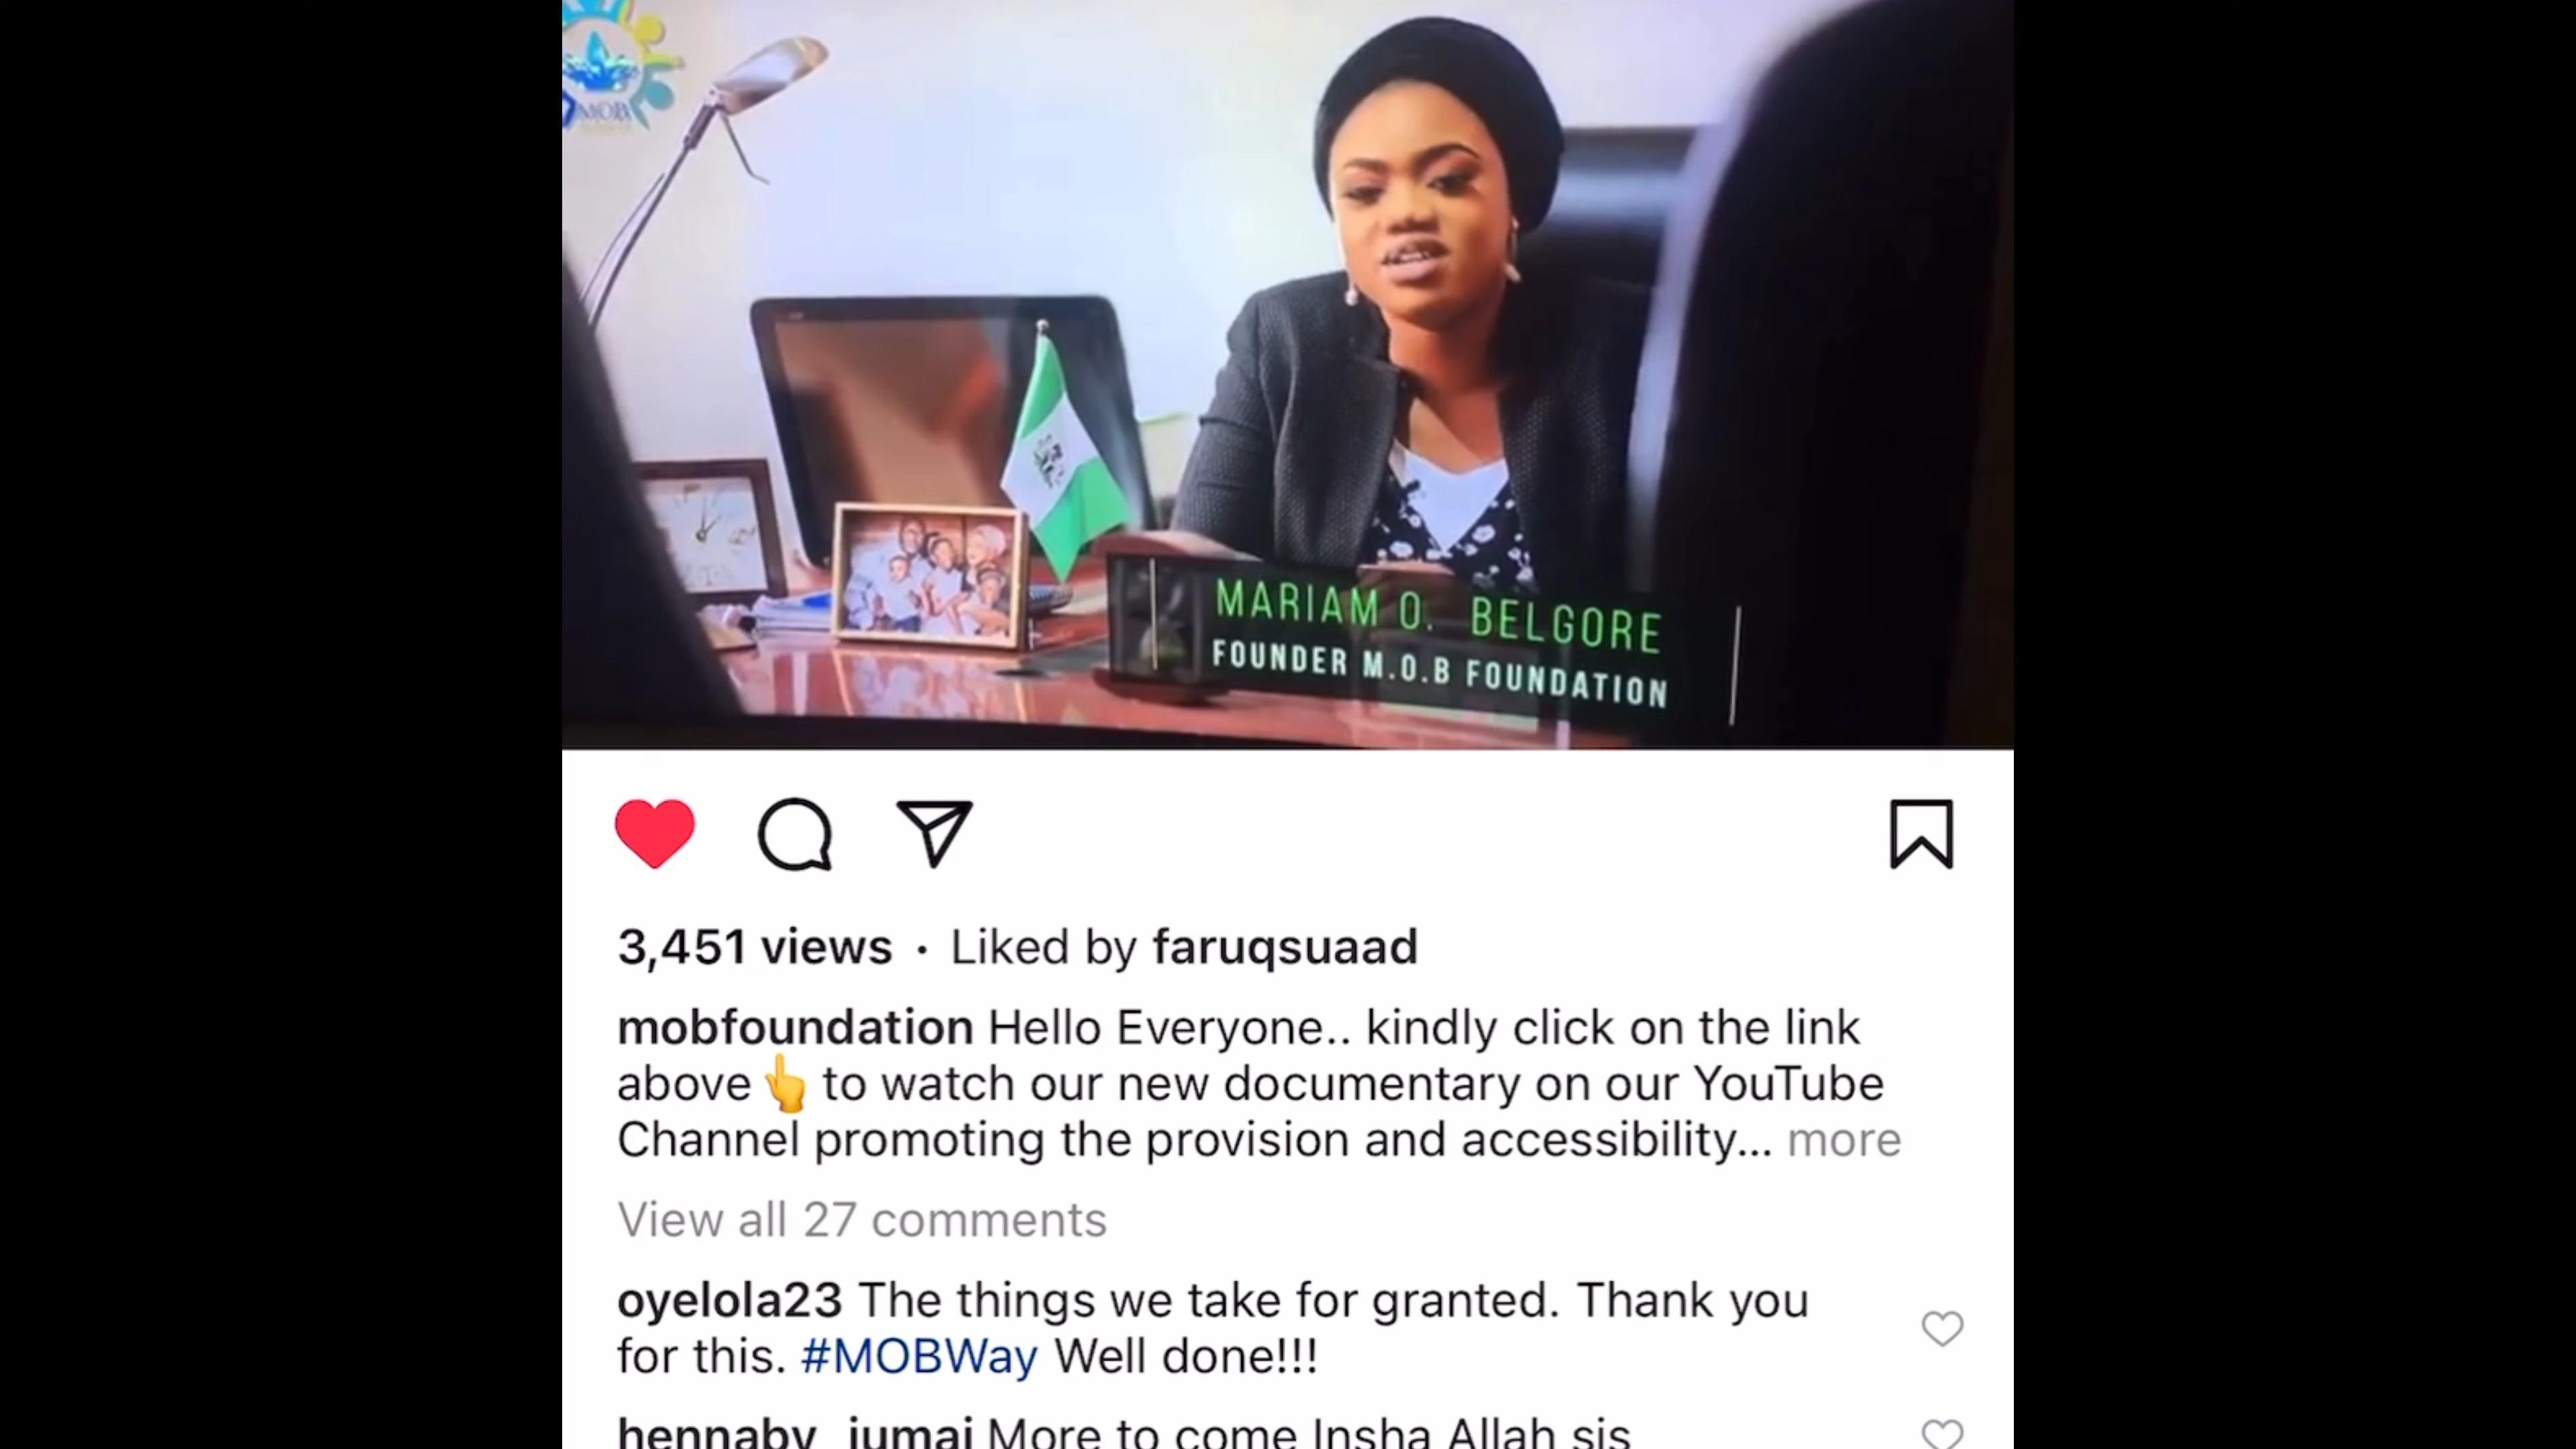 MOB
MARIAM O. BELGORE
FOUNDER M.O.B FOUNDATION
3,451 views · Liked by faruqsuaad
mobfoundation Hello Everyone.. kindly click on the link
above👆 to watch our new documentary on our YouTube
Channel promoting the provision and accessibility... more
View all 27 comments
oyelola23 The things we take for granted. Thank you
for this. #MOBWay Well done!!!
hennaby_jumai More to come Insha Allah sis